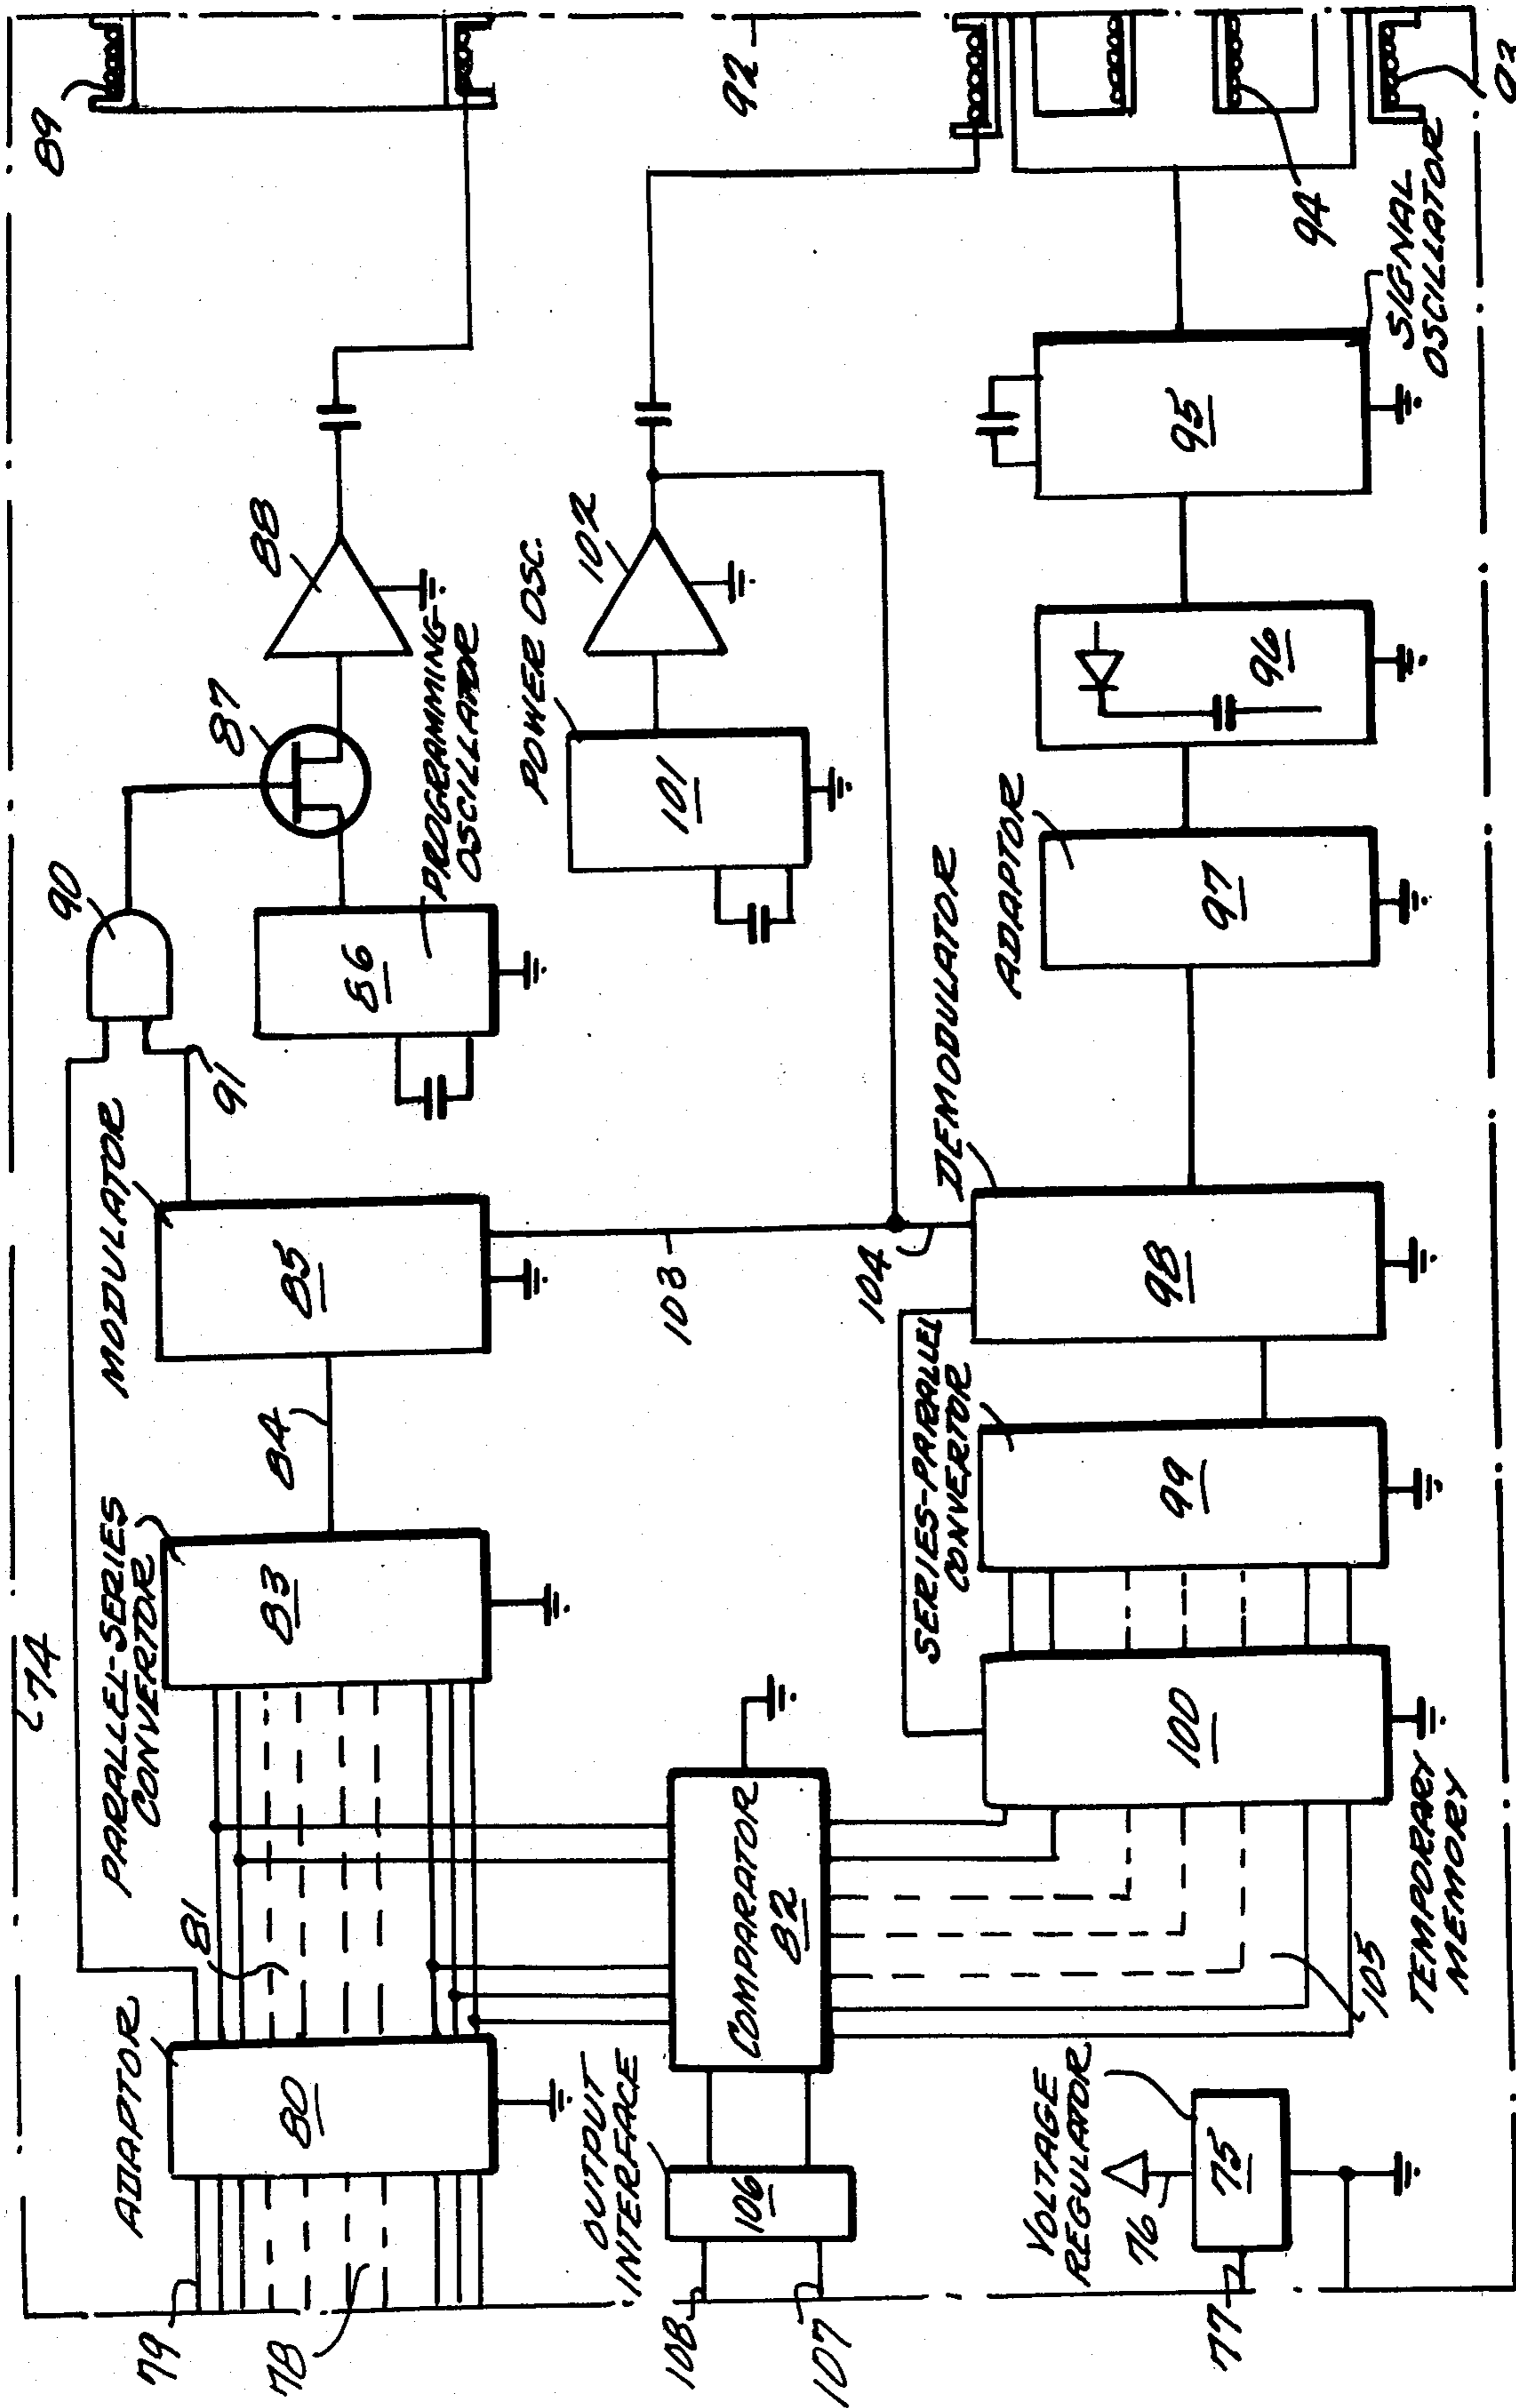 74
89
PARALLEL-SERIES
CONVERTOR
MODULATOR
90
91
87
88
ADAPTOR
81
79
78
80
83
84
85
86
PROGRAMMING
OSCILLATOR
92
POWER OSC.
102
101
OUTPUT
INTERFACE
108
107
106
COMPARATOR
82
103
104
DEMODULATOR
SERIES-PARALLEL
CONVERTOR
ADAPTOR
94
93
VOLTAGE
REGULATOR
76
77
75
105
100
99
98
97
96
95
TEMPORARY
MEMORY
SIGNAL
OSCILLATOR